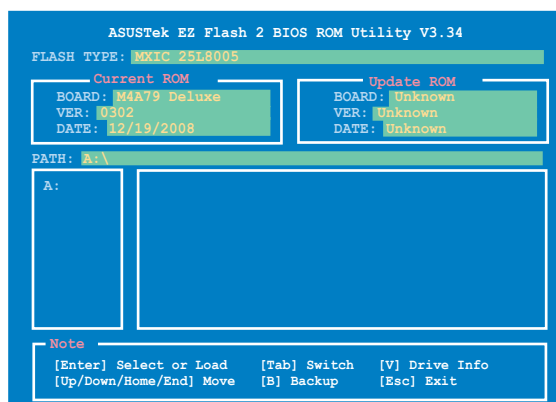 ASUSTek EZ Flash 2 BIOS ROM Utility V3.34
FLASH TYPE: MXIC 25L8005
Current ROM
BOARD: M4A79 Deluxe
VER: 0302
DATE: 12/19/2008
Update ROM
BOARD: Unknown
VER: Unknown
DATE: Unknown
PATH: A:\
A:
Note
[Enter] Select or Load [Tab] Switch [V] Drive Info
[Up/Down/Home/End] Move [B] Backup [Esc] Exit